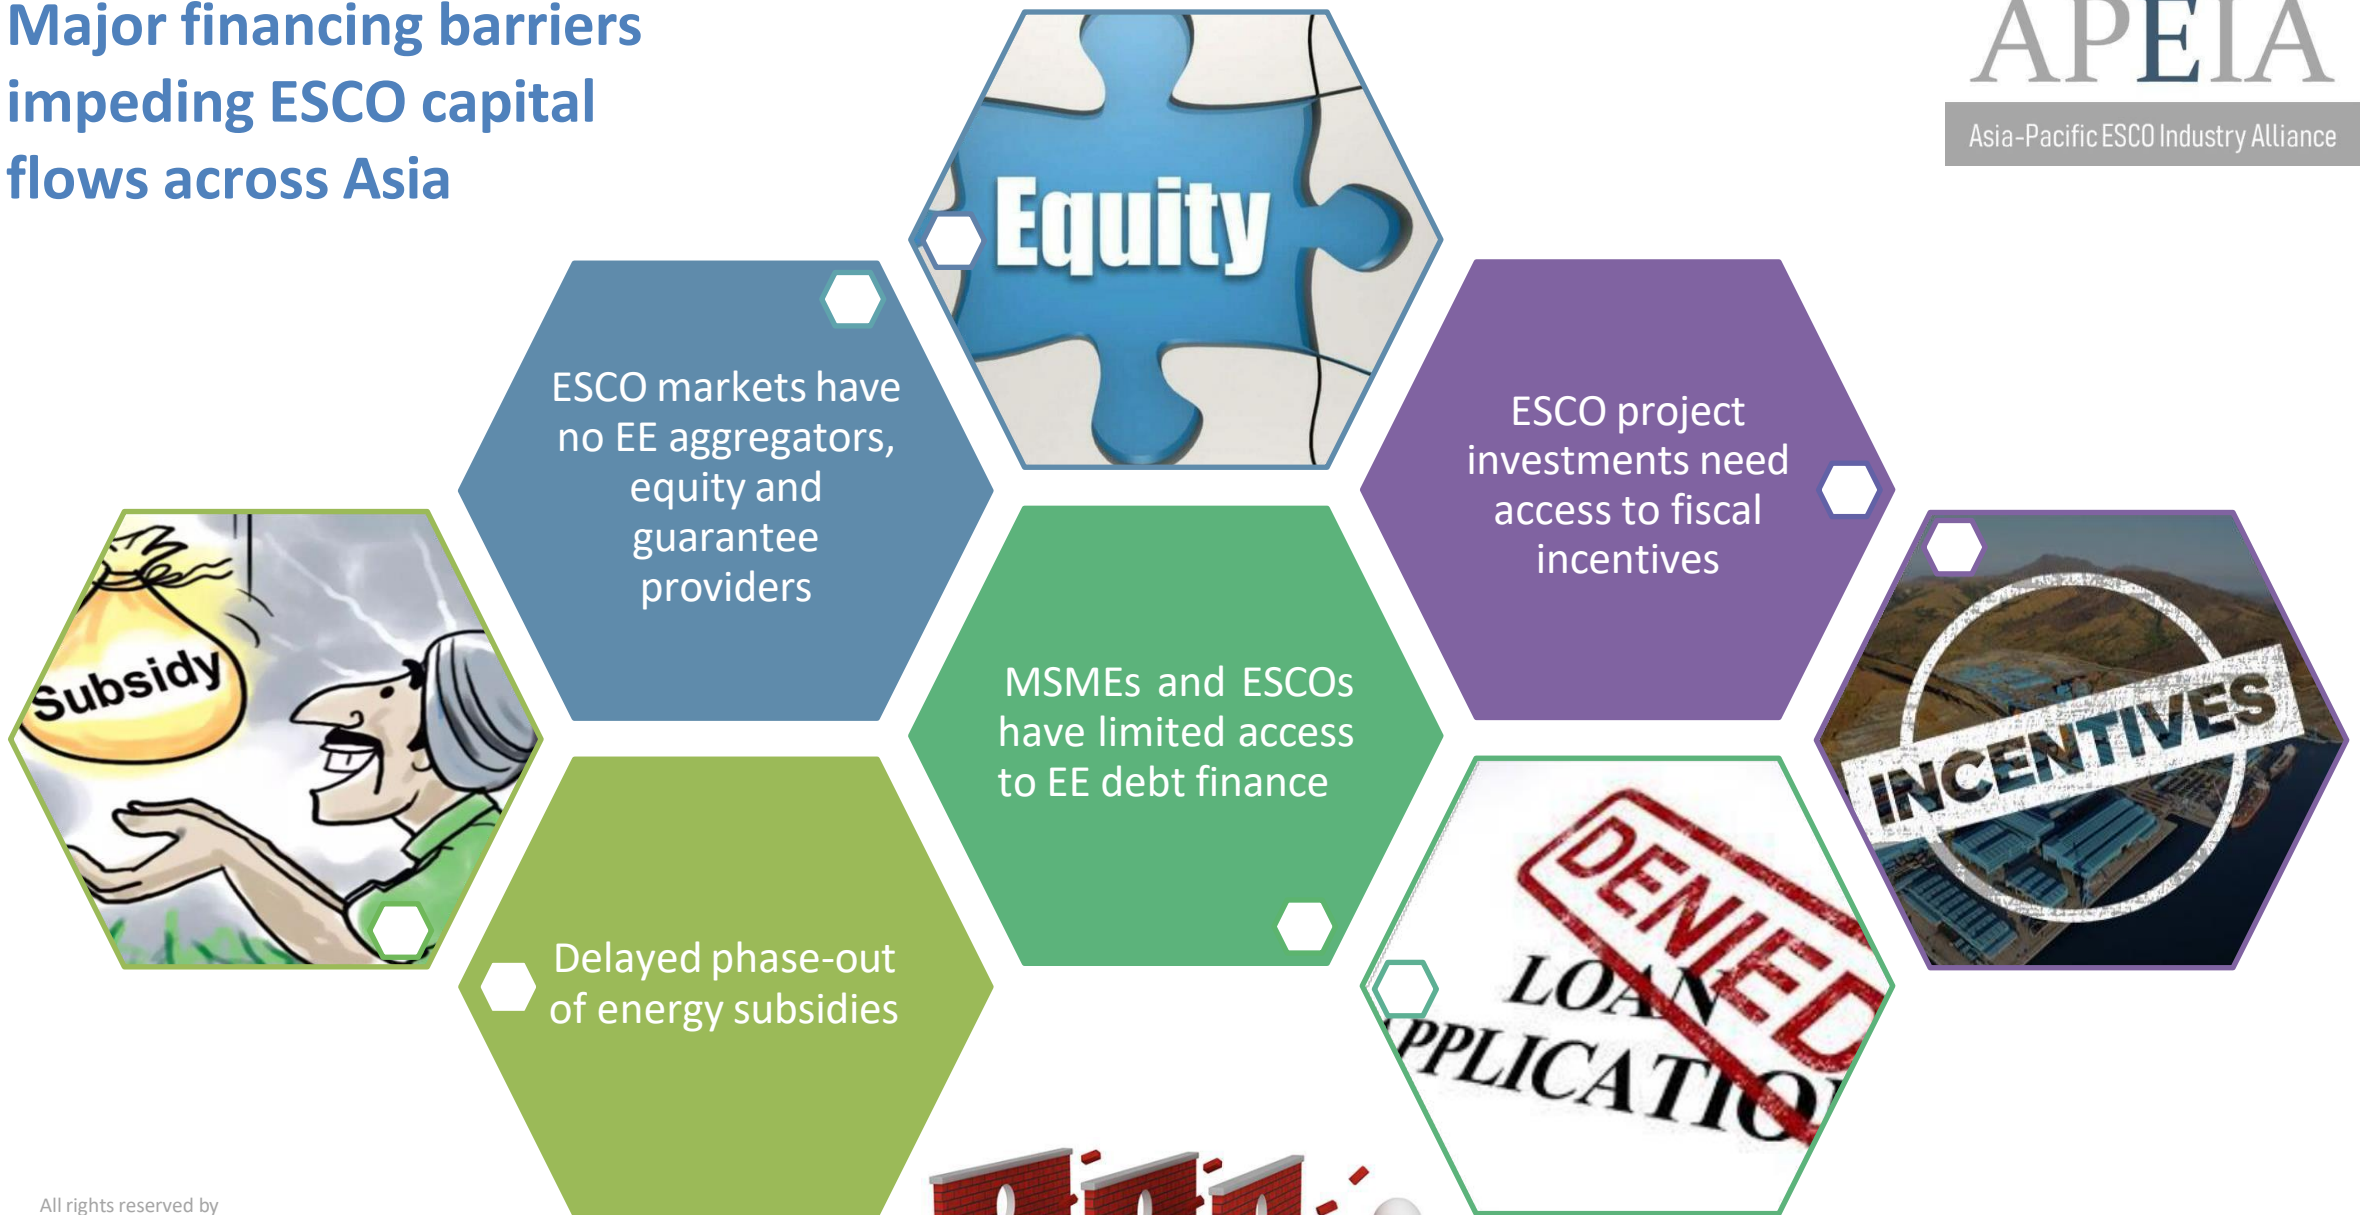 Major financing barriers
impeding ESCO capital
flows across Asia
APEIA
Asia-Pacific ESCO Industry Alliance
Equity
ESCO markets have
no EE aggregators,
equity and
guarantee
providers
ESCO project
investments need
access to fiscal
incentives
Subsidy
MSMEs and ESCOs
have limited access
to EE debt finance
INCENTIVES
Delayed phase-out
of energy subsidies
DENIED
LOAN
PPLICATIO
All rights reserved by